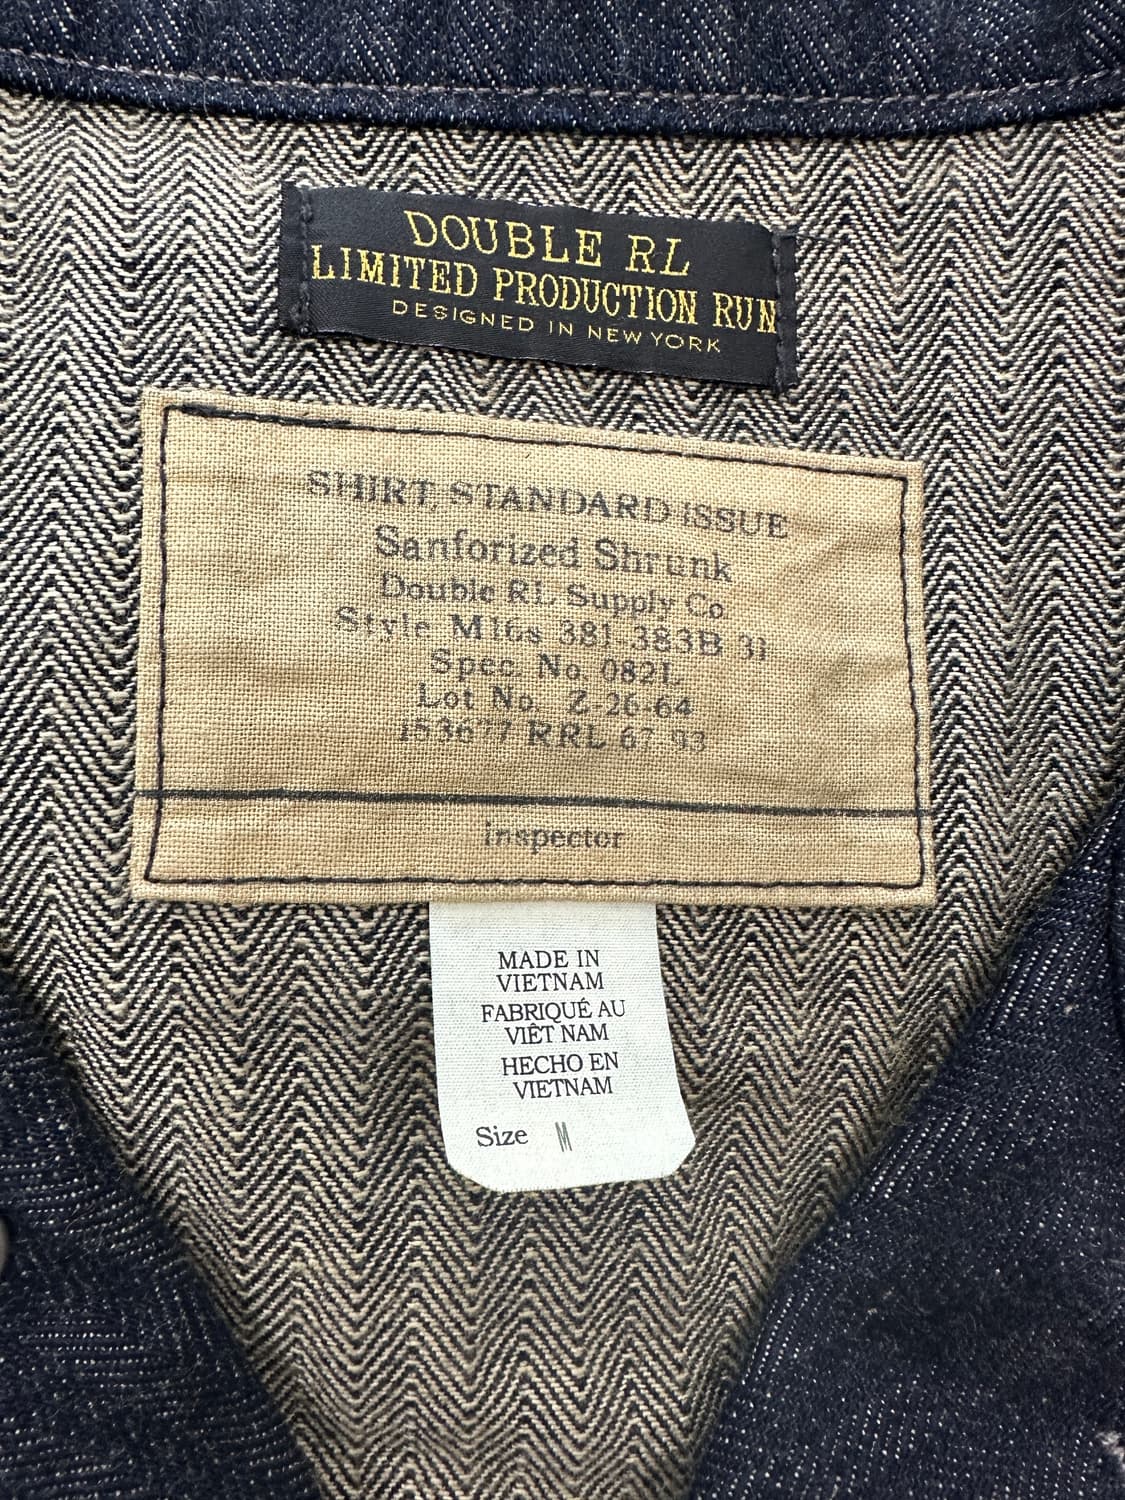 DOUBLE RL
LIMITED PRODUCTION RUN
DESIGNED IN NEW YORK
SHIRT, STANDARD ISSUE
Sanforized Shrunk
Double RL Supply Co
Style M16s 381-383B 31
Spec. No. 082L
Lot No. Z-26-64
153677 RRL 67-93
inspector
MADE IN
VIETNAM
FABRIQUÉ AU
VIÊT NAM
HECHO EN
VIETNAM
Size M